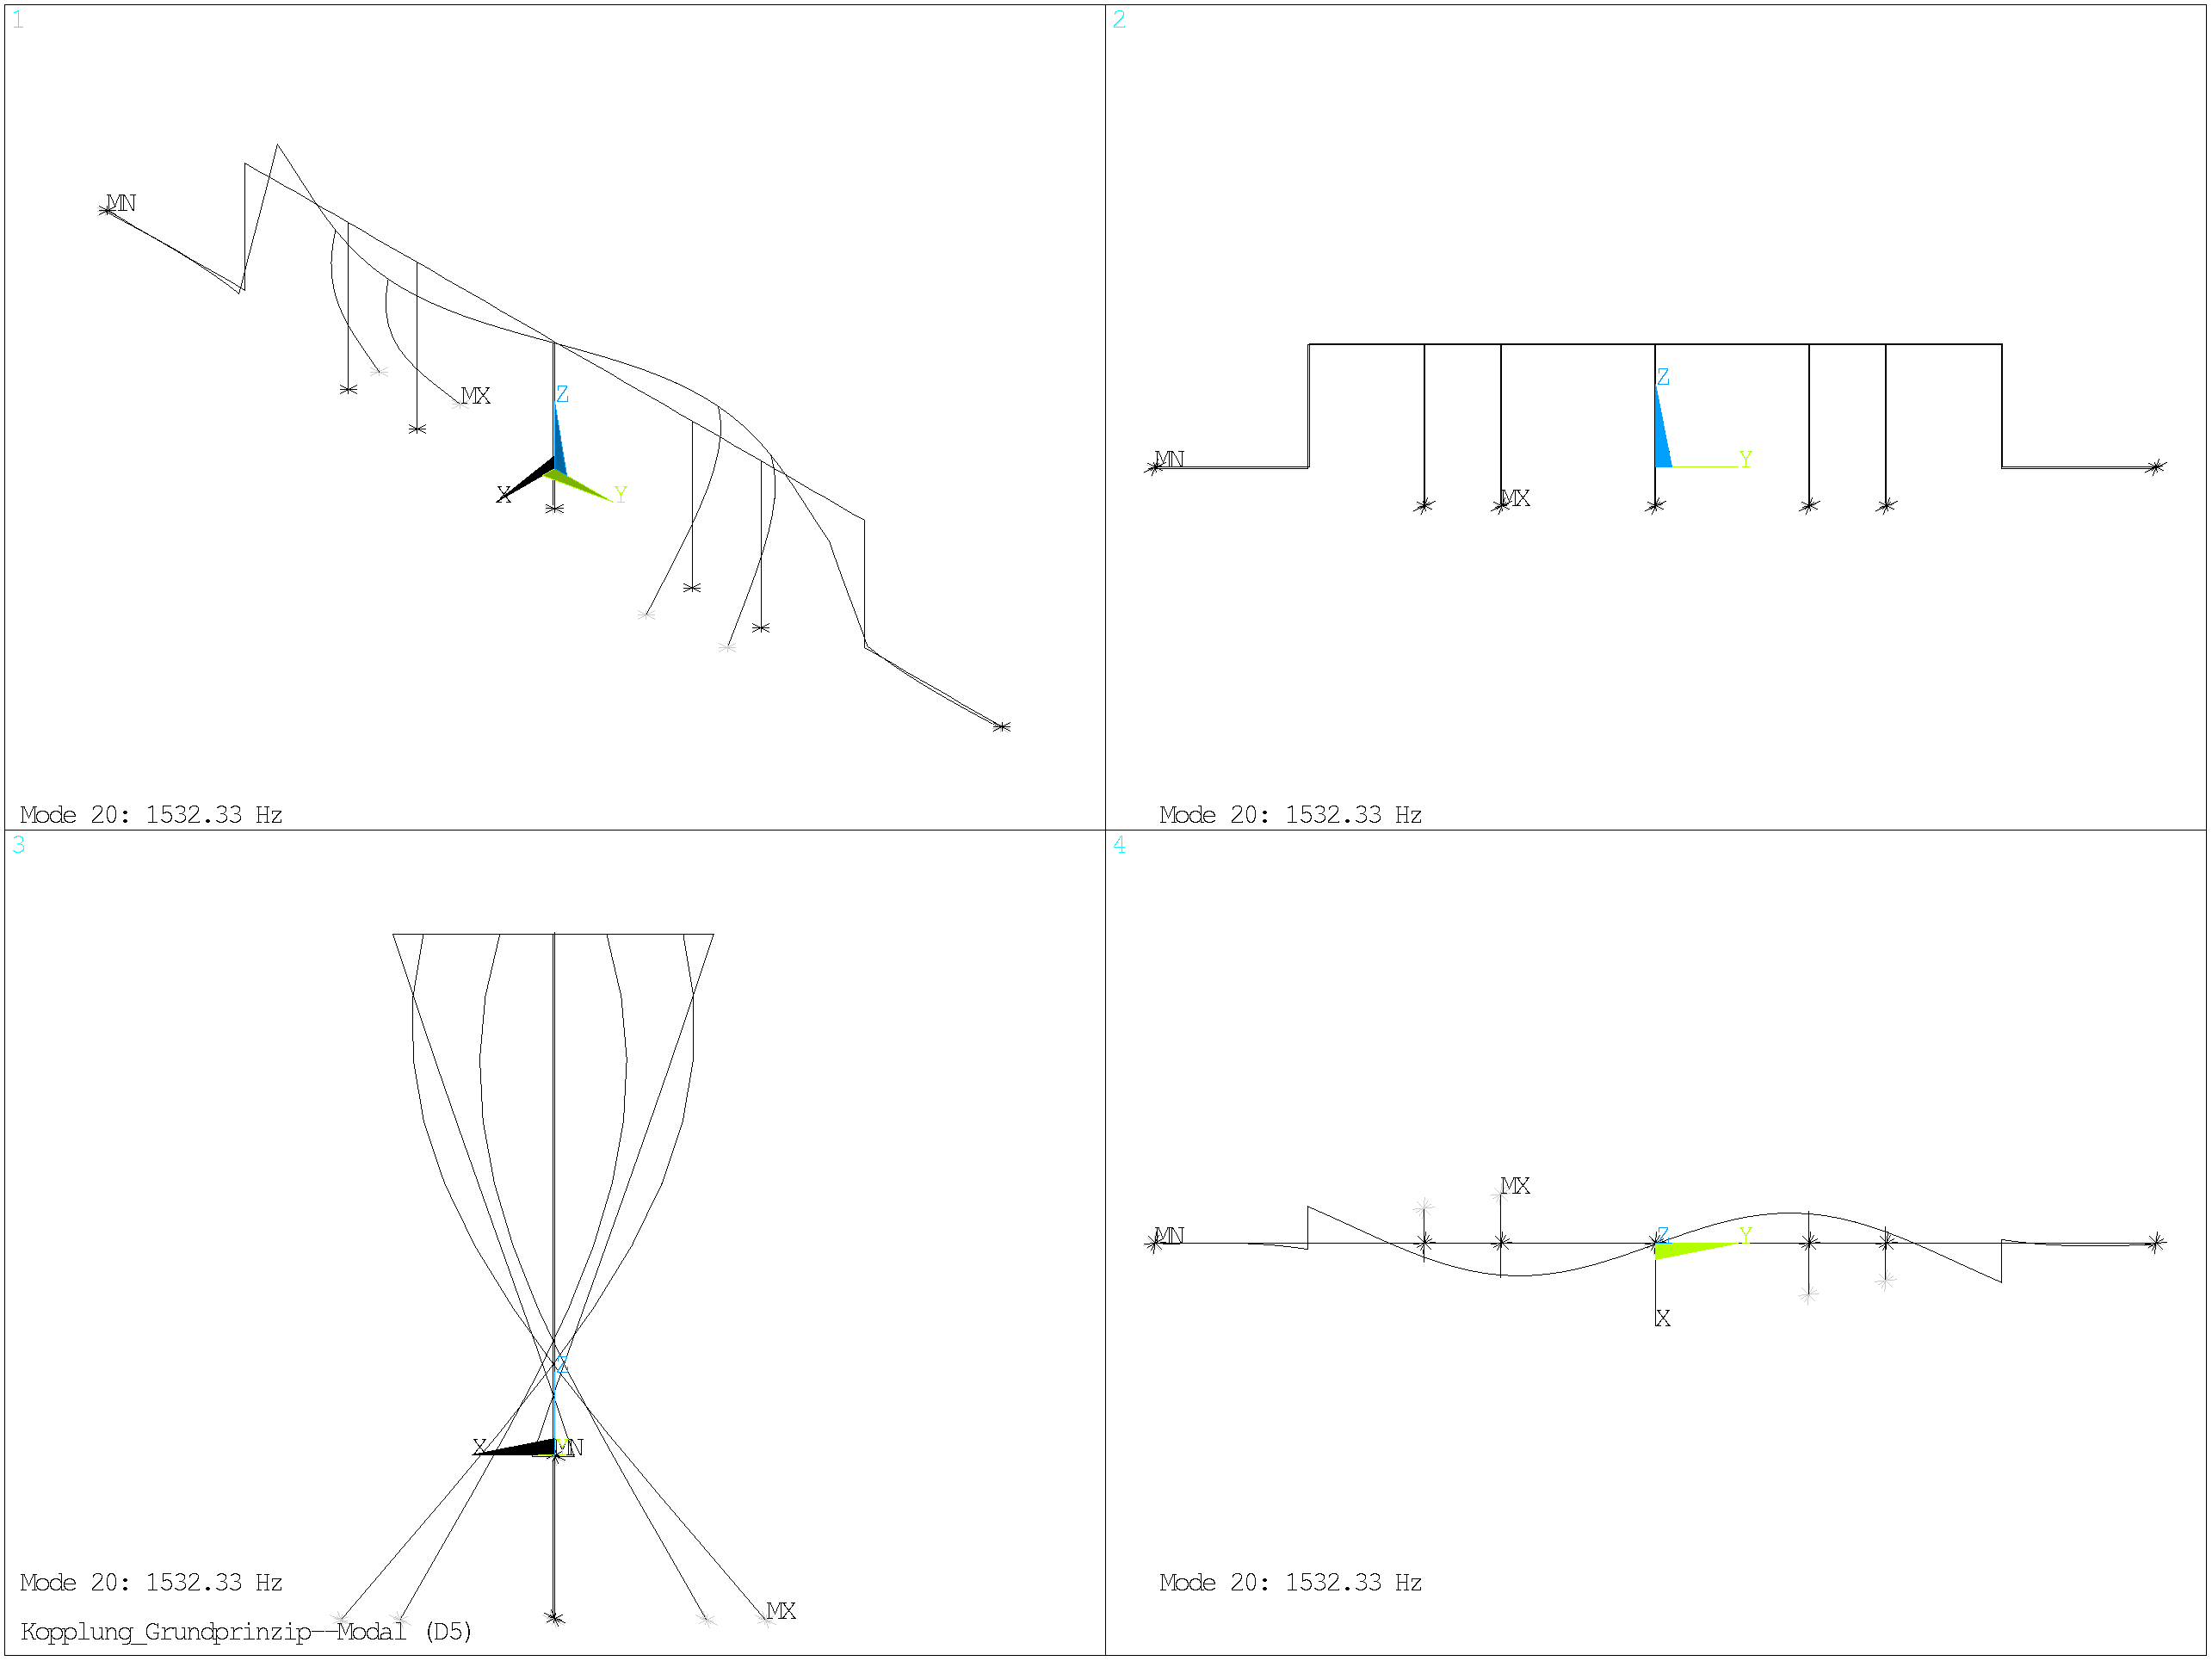 1
MN
MX
Z
X
Y
Mode 20: 1532.33 Hz
2
Z
MN
Y
MX
Mode 20: 1532.33 Hz
3
Z
X
Y
MN
Mode 20: 1532.33 Hz
MX
Kopplung_Grundprinzip--Modal (D5)
4
MX
MN
Z
Y
X
Mode 20: 1532.33 Hz